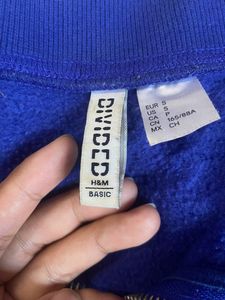 DIVIDED
H&M
BASIC
EUR S
US S
CA P
CN 165/88A
MX CH